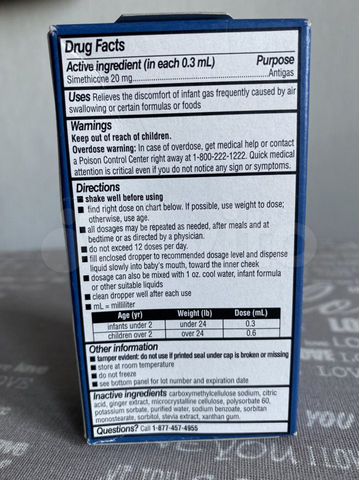 Drug Facts
Active ingredient (in each 0.3 mL) Purpose
Simethicone 20 mg Antigas
Uses Relieves the discomfort of infant gas frequently caused by air
swallowing or certain formulas or foods
Warnings
Keep out of reach of children.
Overdose warning: In case of overdose, get medical help or contact
a Poison Control Center right away at 1-800-222-1222. Quick medical
attention is critical even if you do not notice any sign or symptoms.
Directions
■ shake well before using
■ find right dose on chart below. If possible, use weight to dose;
otherwise, use age.
■ all dosages may be repeated as needed, after meals and at
bedtime or as directed by a physician.
■ do not exceed 12 doses per day.
■ fill enclosed dropper to recommended dosage level and dispense
liquid slowly into baby's mouth, toward the inner cheek
■ dosage can also be mixed with 1 oz. cool water, infant formula
or other suitable liquids
■ clean dropper well after each use
■ mL = milliliter
Age (yr) Weight (lb) Dose (mL)
infants under 2 under 24 0.3
children over 2 over 24 0.6
Other information
■ tamper evident: do not use if printed seal under cap is broken or missing
■ store at room temperature
■ do not freeze
■ see bottom panel for lot number and expiration date
Inactive ingredients carboxymethylcellulose sodium, citric
acid, ginger extract, microcrystalline cellulose, polysorbate 60,
potassium sorbate, purified water, sodium benzoate, sorbitan
monostearate, sorbitol, stevia extract, xanthan gum.
Questions? Call 1-877-457-4955